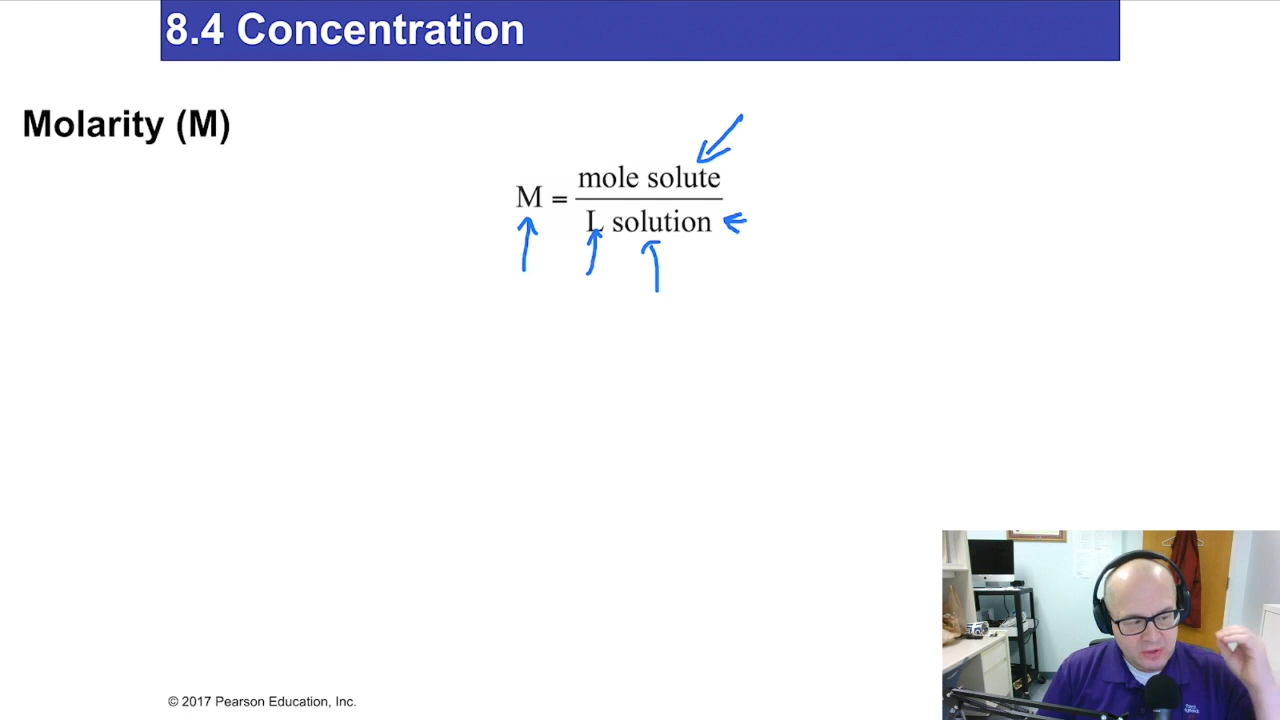 8.4 Concentration
Molarity (M)
mole solute
M =
L solution
© 2017 Pearson Education, Inc.